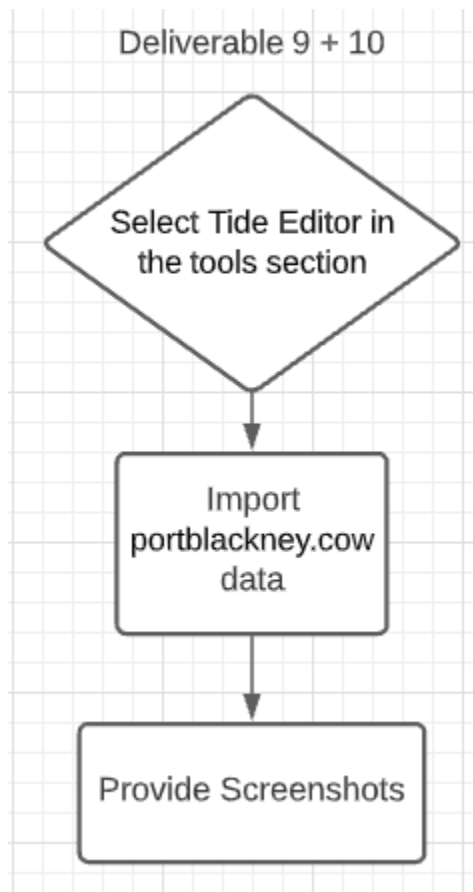 Deliverable 9 + 10
Select Tide Editor in
the tools section
Import
portblackney.cow
data
Provide Screenshots